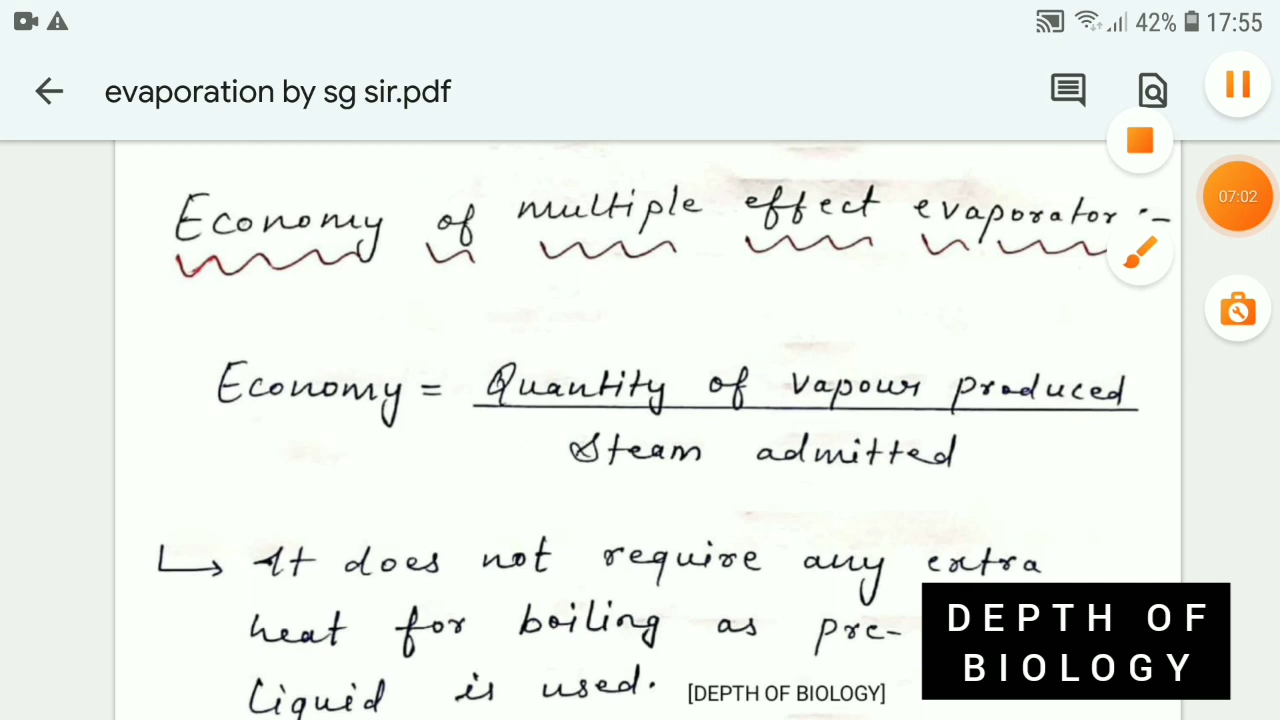 42% 17:55
evaporation by sg sir.pdf
07:02
Economy of multiple effect evaporator :-
Economy = Quantity of vapour produced
Steam admitted
↳ It does not require any extra
heat for boiling as pre-
liquid is used.
DEPTH OF
BIOLOGY
[DEPTH OF BIOLOGY]